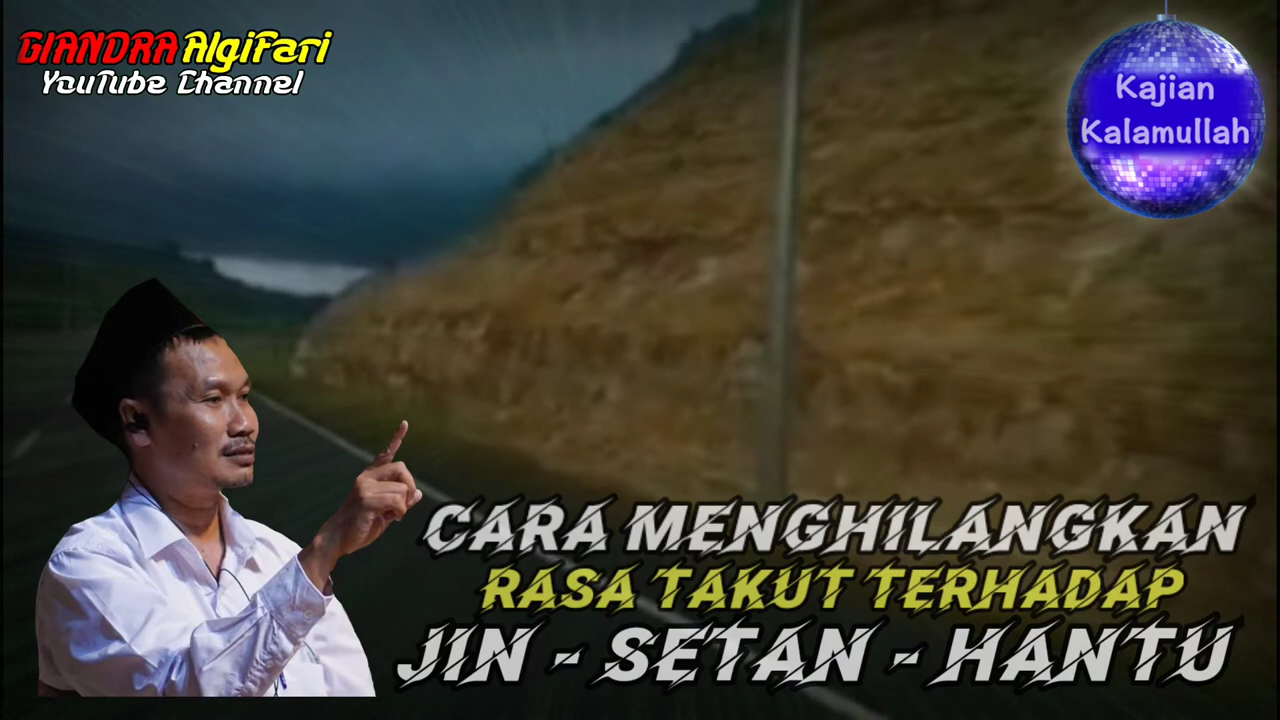 GIANDRA AlgiFari
YouTube Channel
Kajian
Kalamullah
CARA MENGHILANGKAN
RASA TAKUT TERHADAP
JIN - SETAN - HANTU